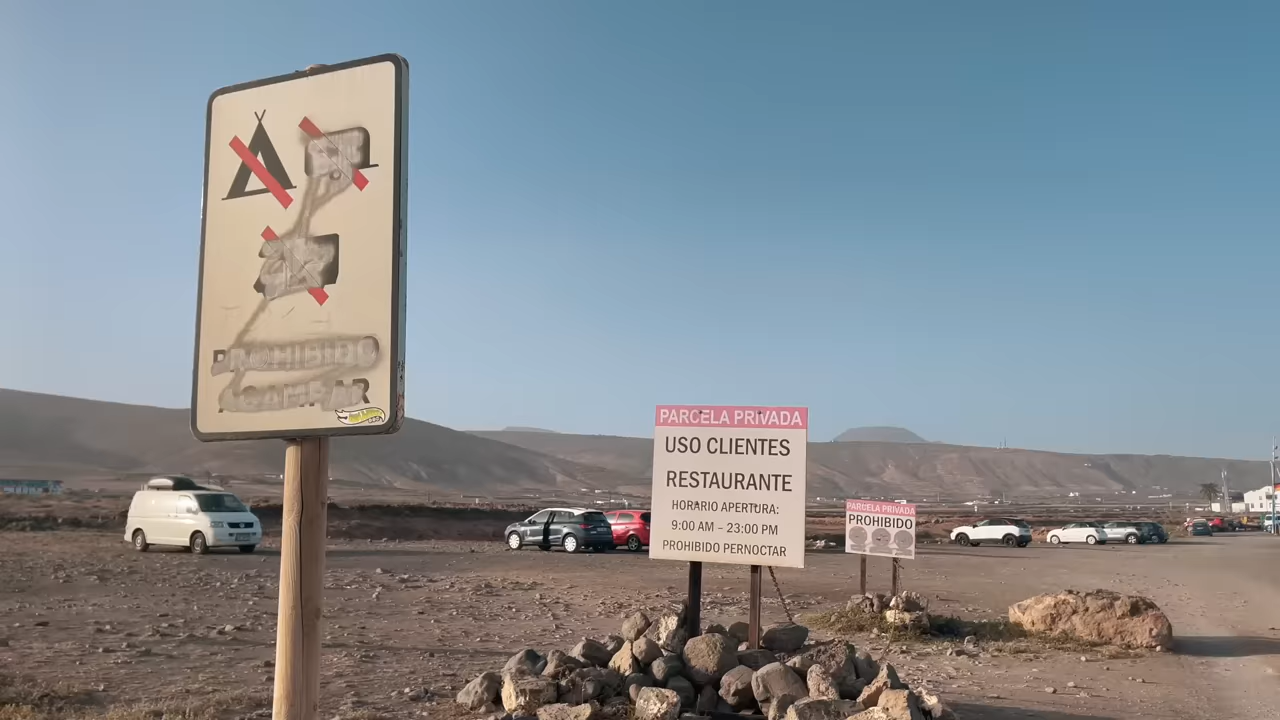 PROHIBIDO
ACAMPAR
PARCELA PRIVADA
USO CLIENTES
RESTAURANTE
HORARIO APERTURA:
9:00 AM – 23:00 PM
PROHIBIDO PERNOCTAR
PARCELA PRIVADA
PROHIBIDO